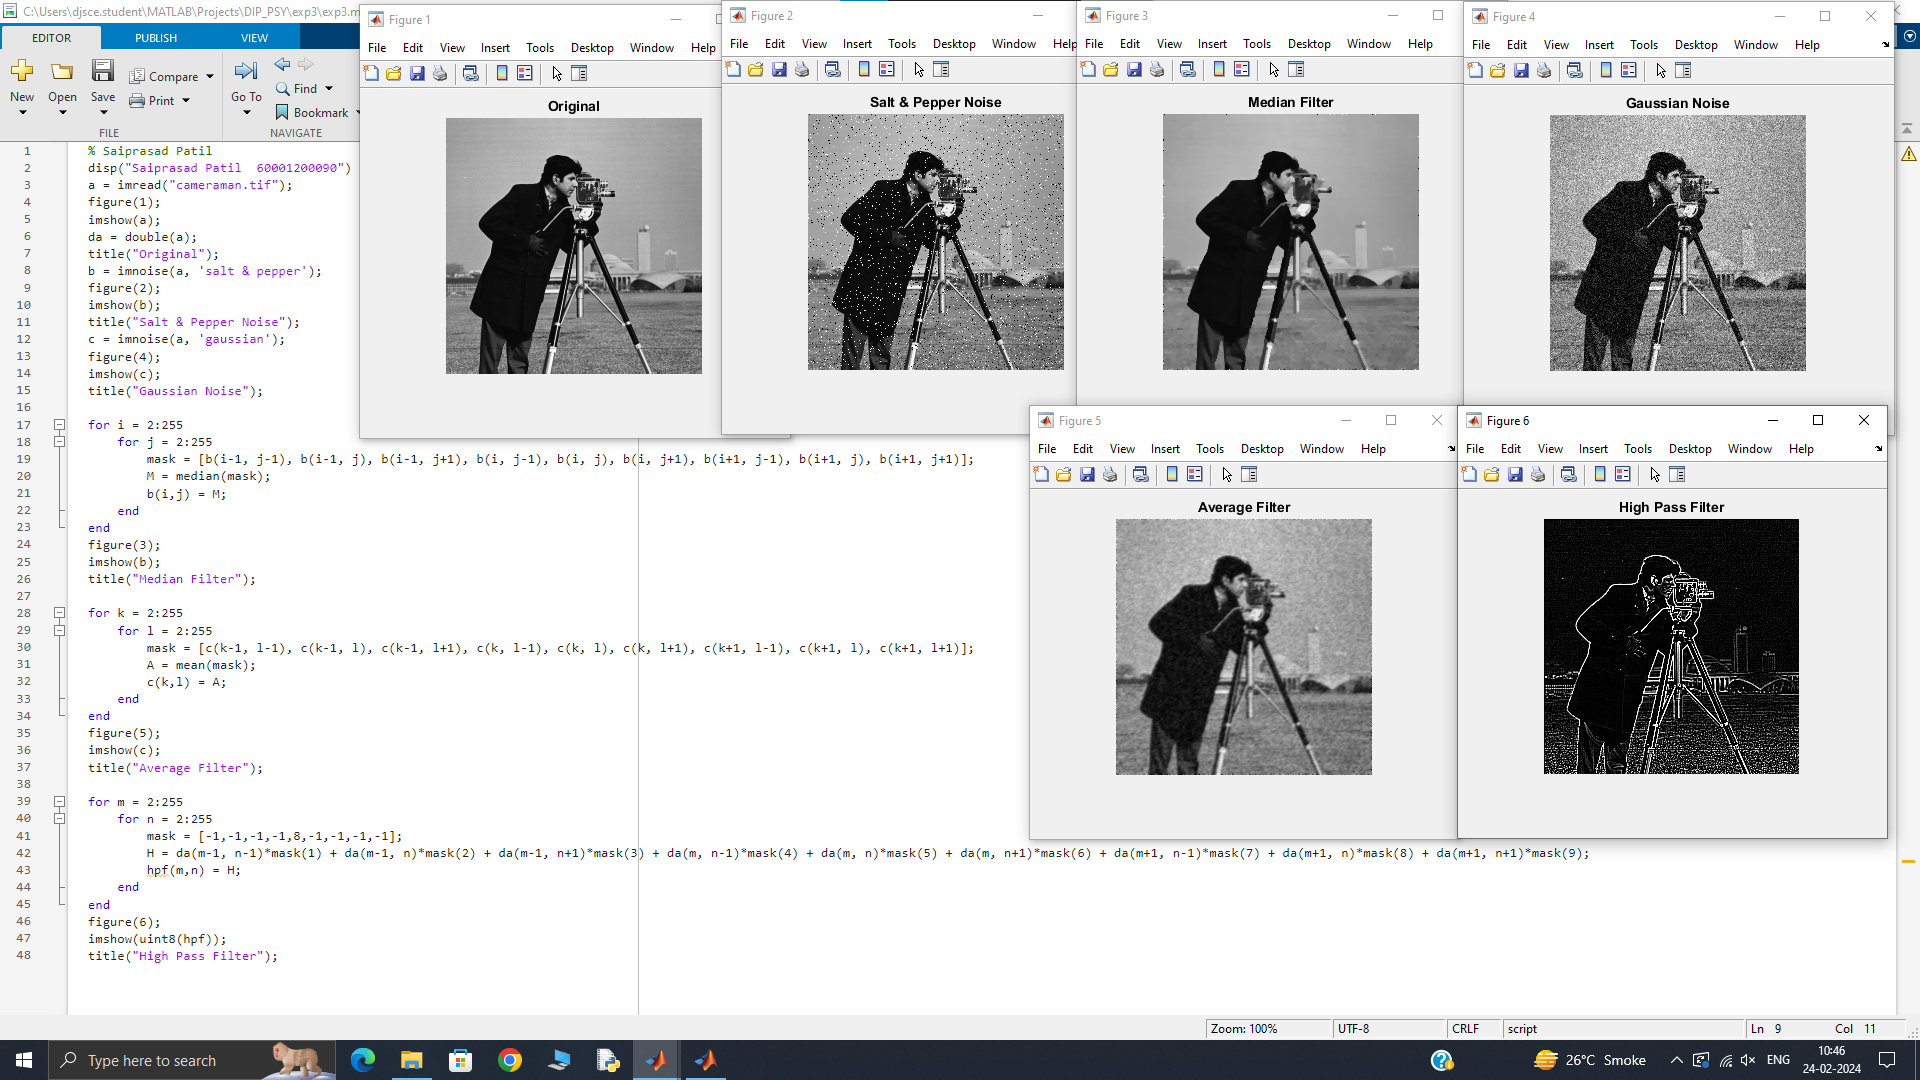 C:\Users\djsce.student\MATLAB\Projects\DIP_PSY\exp3\exp3.m
EDITOR PUBLISH VIEW
New Open Save Compare Print Go To Find Bookmark
FILE NAVIGATE
Figure 1
File Edit View Insert Tools Desktop Window Help
Original
Figure 2
File Edit View Insert Tools Desktop Window Help
Salt & Pepper Noise
Figure 3
File Edit View Insert Tools Desktop Window Help
Median Filter
Figure 4
File Edit View Insert Tools Desktop Window Help
Gaussian Noise
Figure 5
File Edit View Insert Tools Desktop Window Help
Average Filter
Figure 6
File Edit View Insert Tools Desktop Window Help
High Pass Filter
1 % Saiprasad Patil
2 disp("Saiprasad Patil  60001200090")
3 a = imread("cameraman.tif");
4 figure(1);
5 imshow(a);
6 da = double(a);
7 title("Original");
8 b = imnoise(a, 'salt & pepper');
9 figure(2);
10 imshow(b);
11 title("Salt & Pepper Noise");
12 c = imnoise(a, 'gaussian');
13 figure(4);
14 imshow(c);
15 title("Gaussian Noise");
16
17 for i = 2:255
18 for j = 2:255
19 mask = [b(i-1, j-1), b(i-1, j), b(i-1, j+1), b(i, j-1), b(i, j), b(i, j+1), b(i+1, j-1), b(i+1, j), b(i+1, j+1)];
20 M = median(mask);
21 b(i,j) = M;
22 end
23 end
24 figure(3);
25 imshow(b);
26 title("Median Filter");
27
28 for k = 2:255
29 for l = 2:255
30 mask = [c(k-1, l-1), c(k-1, l), c(k-1, l+1), c(k, l-1), c(k, l), c(k, l+1), c(k+1, l-1), c(k+1, l), c(k+1, l+1)];
31 A = mean(mask);
32 c(k,l) = A;
33 end
34 end
35 figure(5);
36 imshow(c);
37 title("Average Filter");
38
39 for m = 2:255
40 for n = 2:255
41 mask = [-1,-1,-1,-1,8,-1,-1,-1,-1];
42 H = da(m-1, n-1)*mask(1) + da(m-1, n)*mask(2) + da(m-1, n+1)*mask(3) + da(m, n-1)*mask(4) + da(m, n)*mask(5) + da(m, n+1)*mask(6) + da(m+1, n-1)*mask(7) + da(m+1, n)*mask(8) + da(m+1, n+1)*mask(9);
43 hpf(m,n) = H;
44 end
45 end
46 figure(6);
47 imshow(uint8(hpf));
48 title("High Pass Filter");
Zoom: 100% UTF-8 CRLF script Ln 9 Col 11
Type here to search
26°C Smoke ENG
10:46
24-02-2024